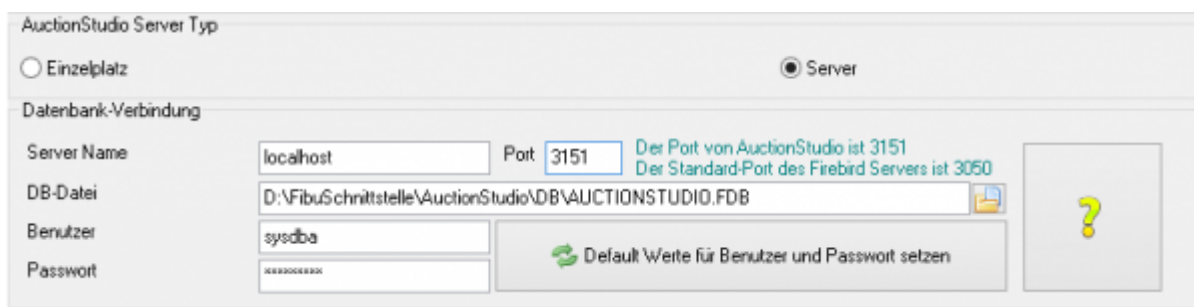 AuctionStudio Server Typ
Einzelplatz
Server
Datenbank-Verbindung
Server Name
localhost
Port
3151
Der Port von AuctionStudio ist 3151
Der Standard-Port des Firebird Servers ist 3050
DB-Datei
D:\FibuSchnittstelle\AuctionStudio\DB\AUCTIONSTUDIO.FDB
Benutzer
sysdba
Passwort
**********
Default Werte für Benutzer und Passwort setzen
?